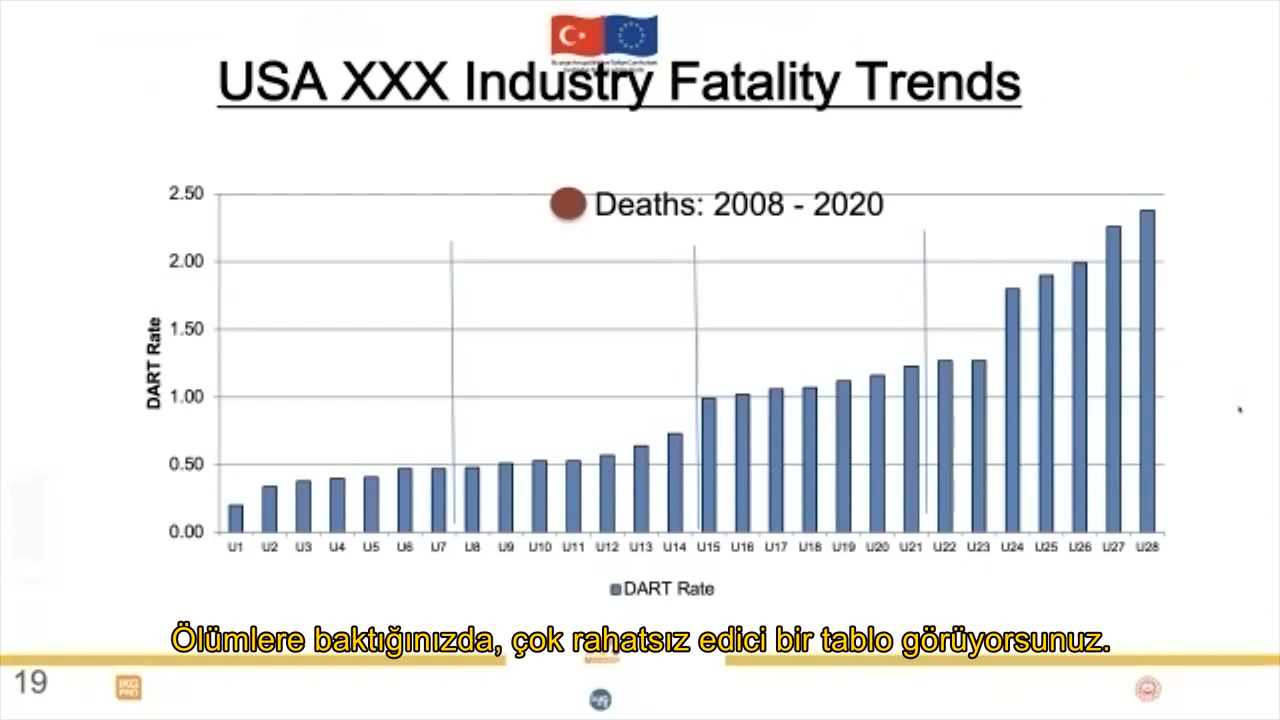 USA XXX Industry Fatality Trends
Deaths: 2008 - 2020
2.50
2.00
1.50
1.00
0.50
0.00
DART Rate
U1 U2 U3 U4 U5 U6 U7 U8 U9 U10 U11 U12 U13 U14 U15 U16 U17 U18 U19 U20 U21 U22 U23 U24 U25 U26 U27 U28
DART Rate
Ölümlere baktığınızda, çok rahatsız edici bir tablo görüyorsunuz.
19
IKG
PRO